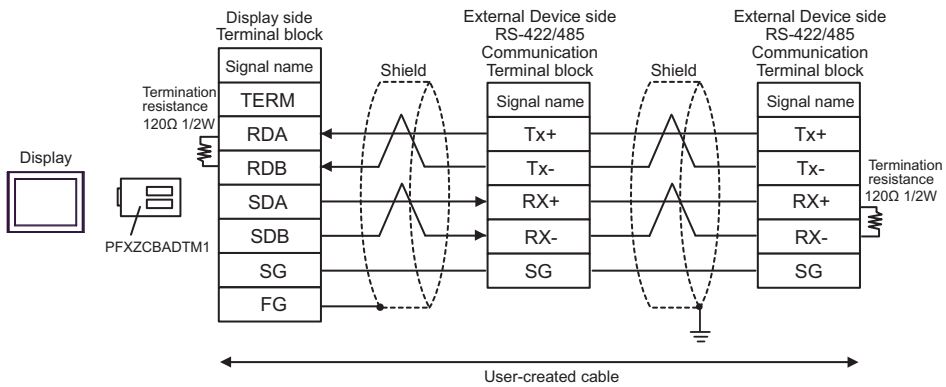 Display
PFXZCBADTM1
Termination
resistance
120Ω 1/2W
Display side
Terminal block
Signal name
TERM
RDA
RDB
SDA
SDB
SG
FG
Shield
External Device side
RS-422/485
Communication
Terminal block
Signal name
Tx+
Tx-
RX+
RX-
SG
Shield
External Device side
RS-422/485
Communication
Terminal block
Signal name
Tx+
Tx-
RX+
RX-
SG
Termination
resistance
120Ω 1/2W
User-created cable